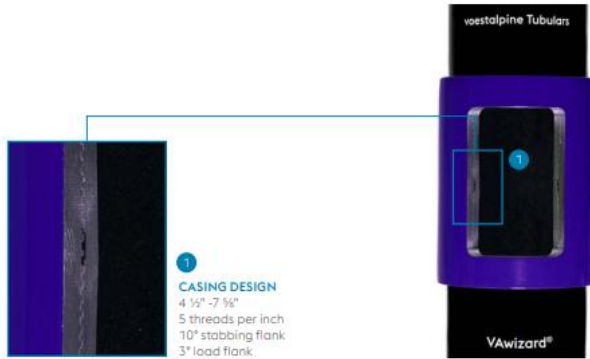 voestalpine Tubulars
1
1
CASING DESIGN
4 ½" -7 ⅝"
5 threads per inch
10° stabbing flank
3° load flank
VAwizard®